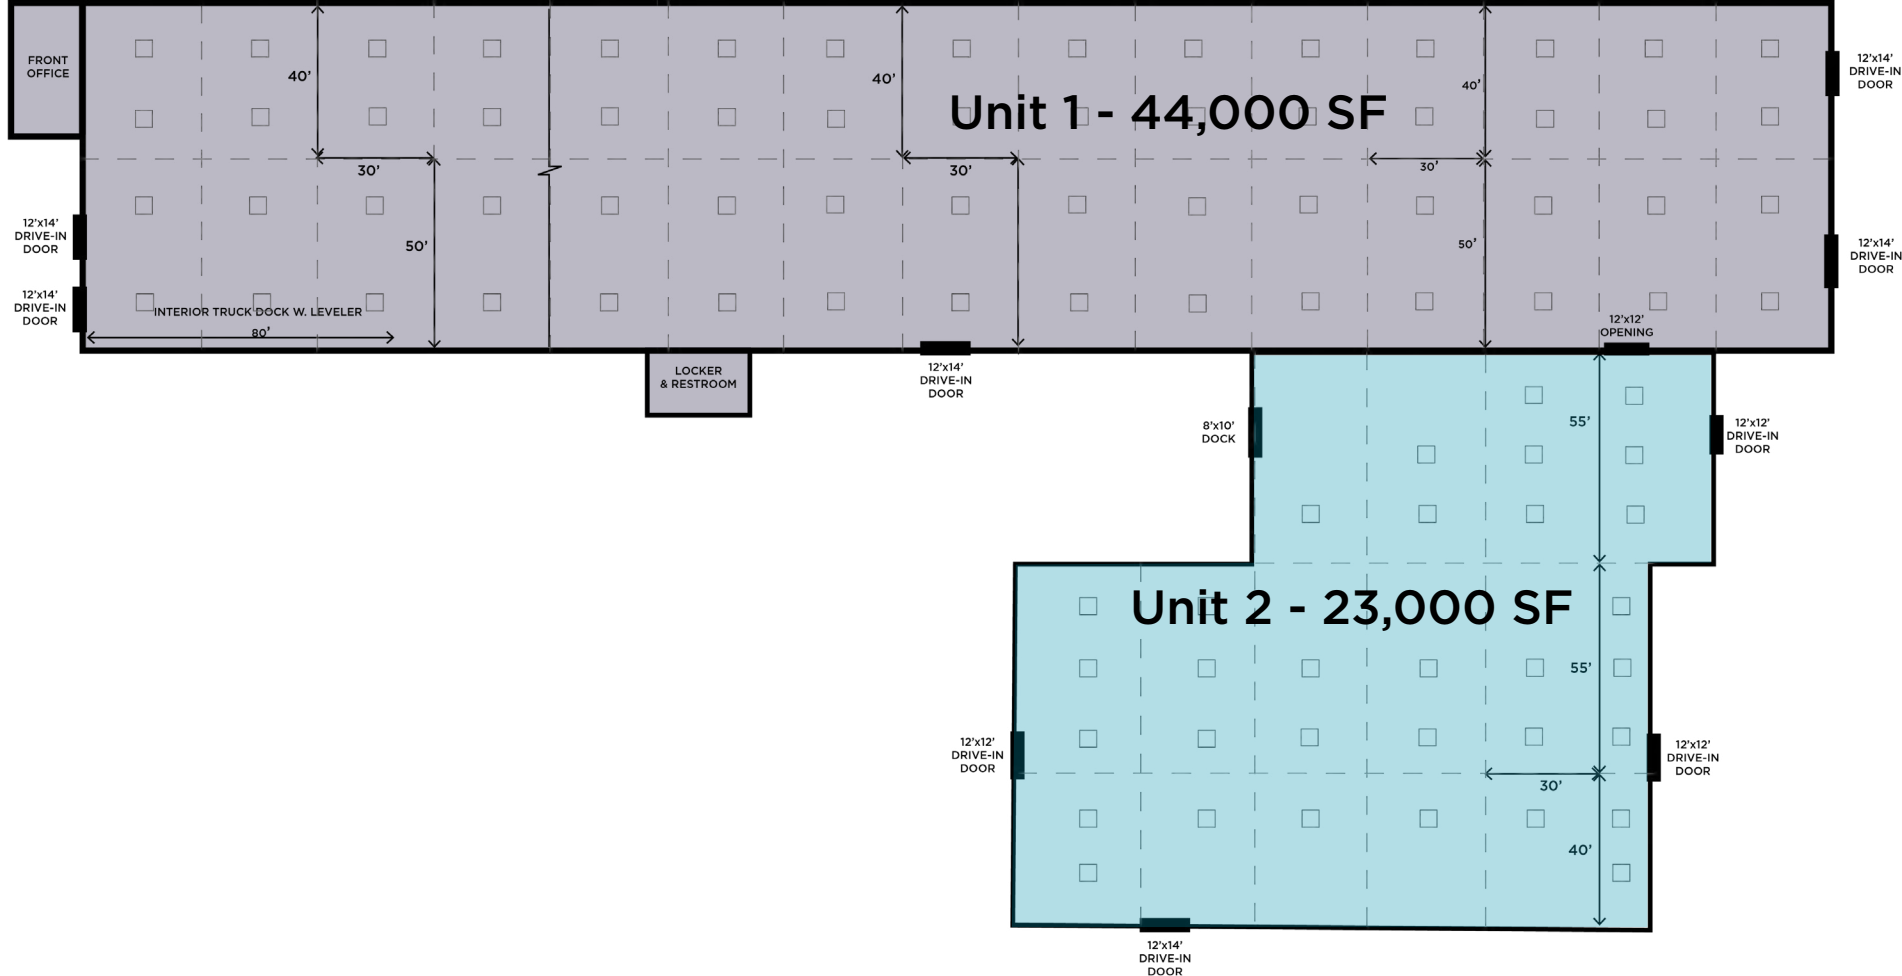 FRONT
OFFICE
40’
40’
40’
12’x14’
DRIVE-IN
DOOR
Unit 1 - 44,000 SF
30’
30’
30’
12’x14’
DRIVE-IN
DOOR
50’
50’
12’x14’
DRIVE-IN
DOOR
12’x14’
DRIVE-IN
DOOR
INTERIOR TRUCK DOCK W. LEVELER
80’
12’x12’
OPENING
LOCKER
& RESTROOM
12’x14’
DRIVE-IN
DOOR
8’x10’
DOCK
55’
12’x12’
DRIVE-IN
DOOR
Unit 2 - 23,000 SF
55’
12’x12’
DRIVE-IN
DOOR
30’
12’x12’
DRIVE-IN
DOOR
40’
12’x14’
DRIVE-IN
DOOR